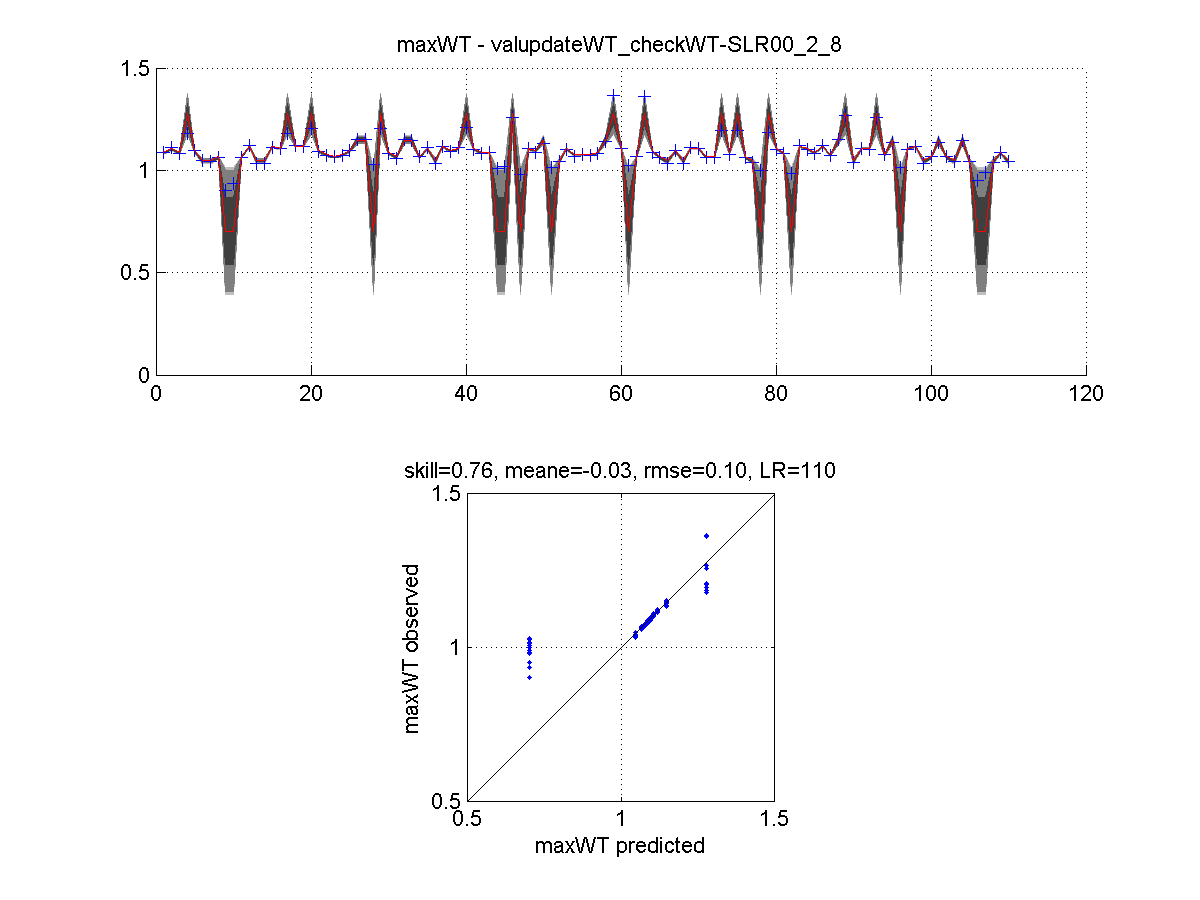 maxWT - valupdateWT_checkWT-SLR00_2_8
1.5
1
0.5
0
0 20 40 60 80 100 120
skill=0.76, meane=-0.03, rmse=0.10, LR=110
1.5
maxWT observed
1
0.5
0.5 1 1.5
maxWT predicted